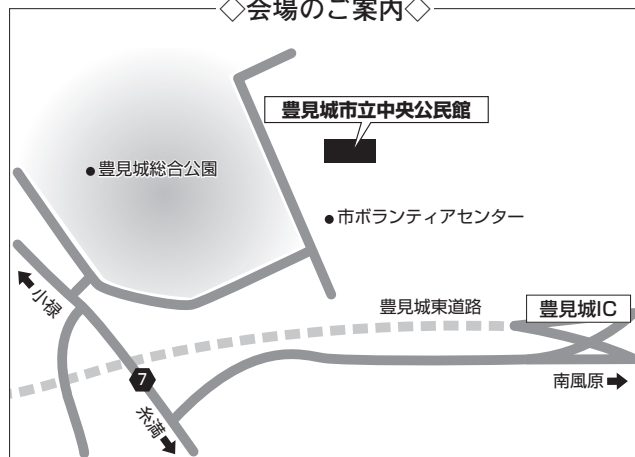 ◇会場のご案内◇
豊見城市立中央公民館
●豊見城総合公園
●市ボランティアセンター
小禄
豊見城東道路
豊見城IC
7
南風原
糸満